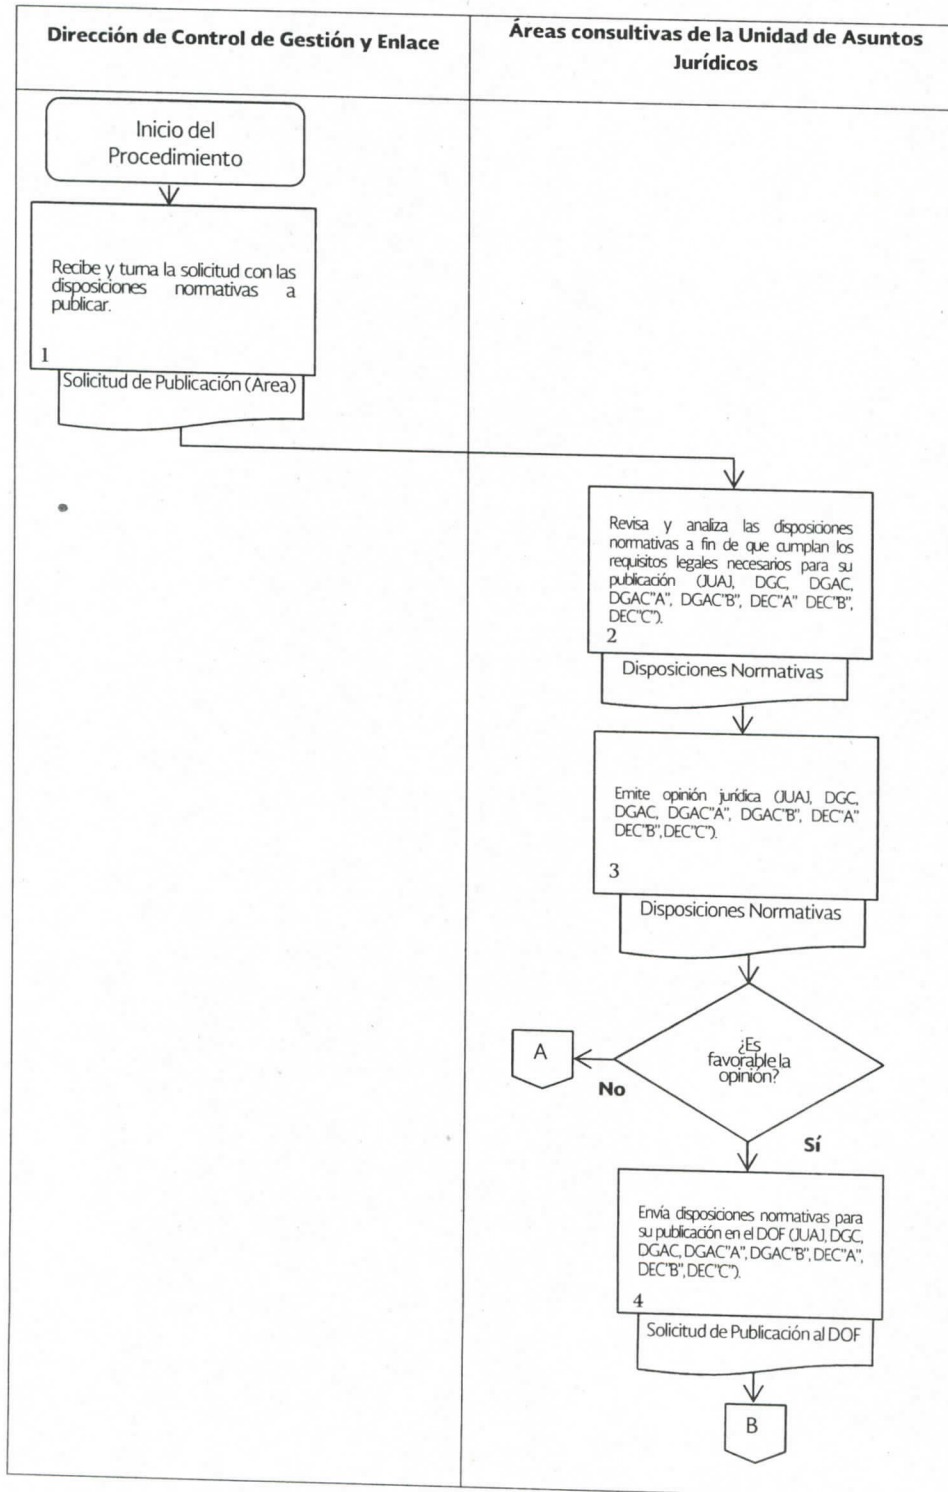 Dirección de Control de Gestión y Enlace
Áreas consultivas de la Unidad de Asuntos
Jurídicos
Inicio del
Procedimiento
Recibe y turna la solicitud con las
disposiciones normativas a
publicar.
1
Solicitud de Publicación (Area)
Revisa y analiza las disposiciones
normativas a fin de que cumplan los
requisitos legales necesarios para su
publicación (JUAJ, DGC, DGAC,
DGAC"A", DGAC"B", DEC"A" DEC"B",
DEC"C").
2
Disposiciones Normativas
Emite opinión jurídica (JUAJ, DGC,
DGAC, DGAC"A", DGAC"B", DEC"A"
DEC"B", DEC"C").
3
Disposiciones Normativas
¿Es
favorable la
opinión?
A
No
Sí
Envía disposiciones normativas para
su publicación en el DOF (JUAJ, DGC,
DGAC, DGAC"A", DGAC"B", DEC"A",
DEC"B", DEC"C").
4
Solicitud de Publicación al DOF
B